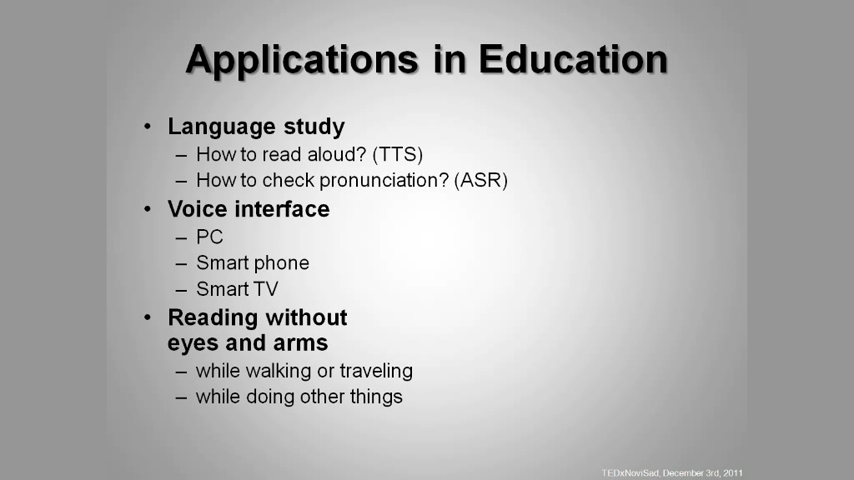 Applications in Education
• Language study
– How to read aloud? (TTS)
– How to check pronunciation? (ASR)
• Voice interface
– PC
– Smart phone
– Smart TV
• Reading without
eyes and arms
– while walking or traveling
– while doing other things
TEDxNoviSad, December 3rd, 2011